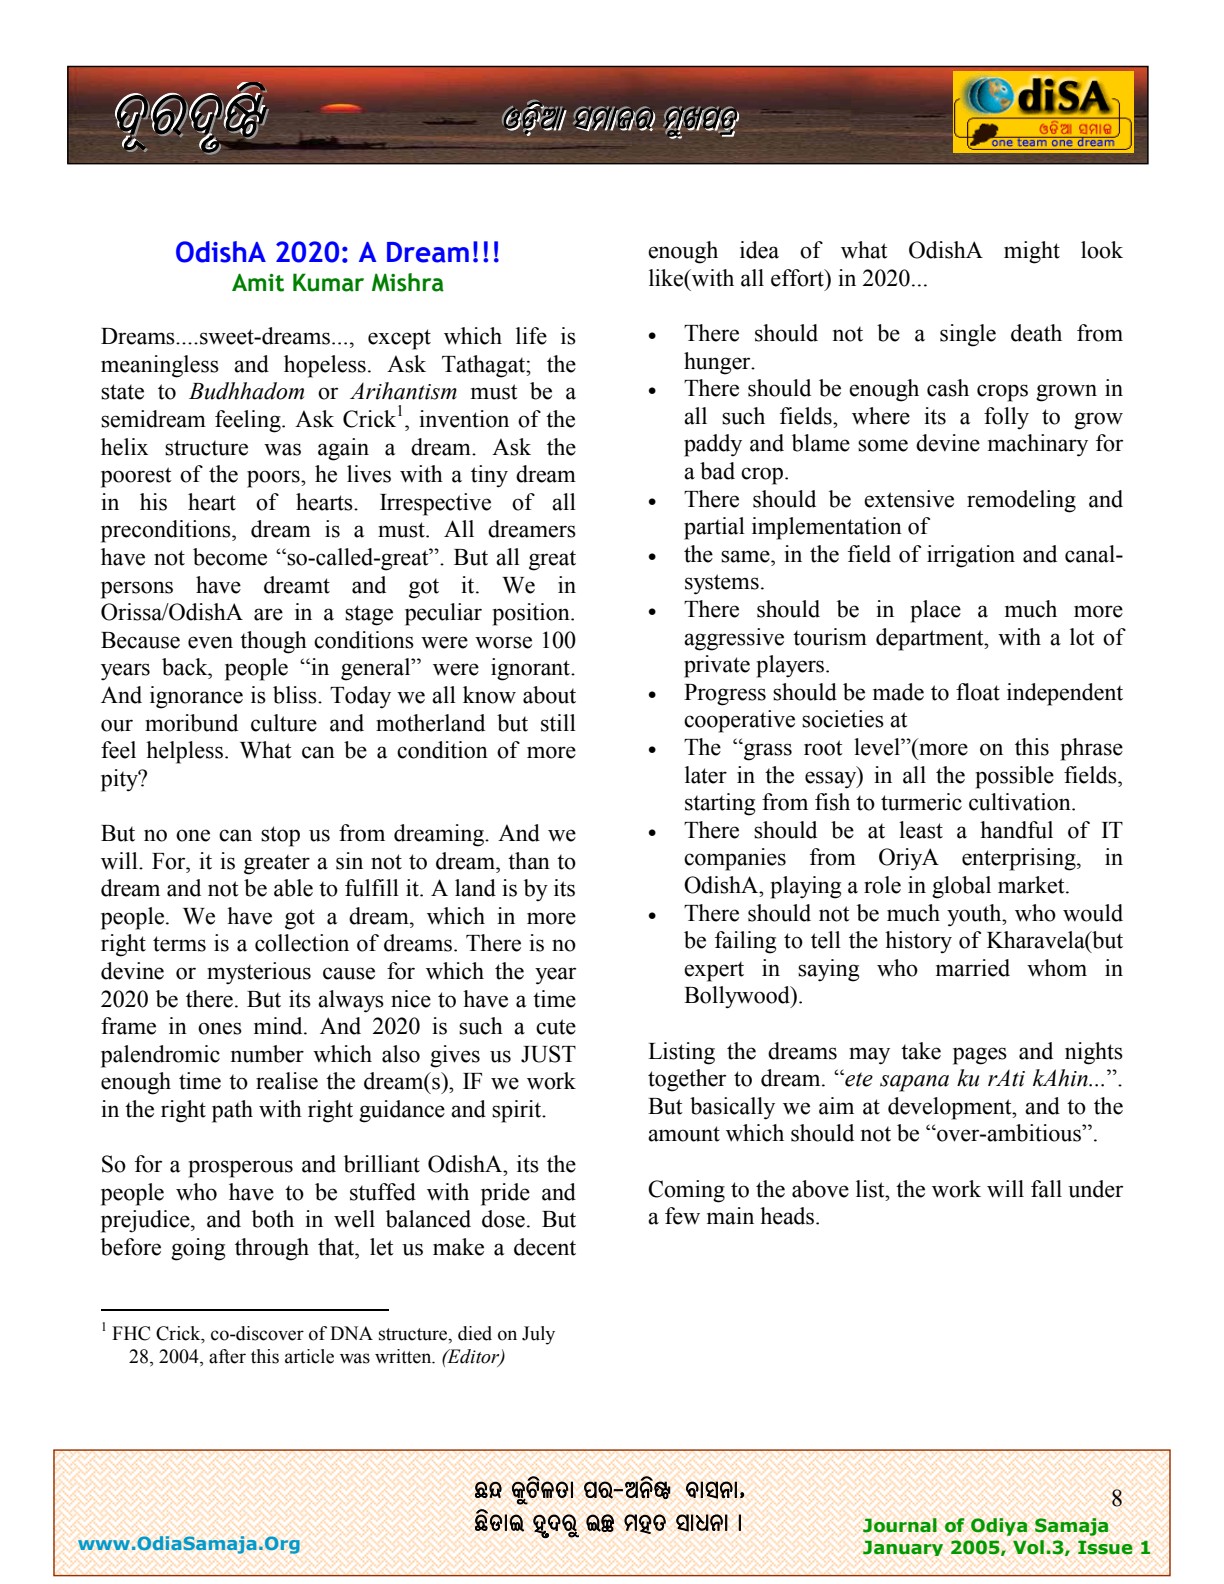 ଦୂରଦୃଷ୍ଟି
ଓଡ଼ିଆ ସମାଜର ମୁଖପତ୍ର
OdiSA
ଓଡିଆ ସମାଜ
one team one dream
OdishA 2020: A Dream!!!
Amit Kumar Mishra
Dreams....sweet-dreams..., except which life is
meaningless and hopeless. Ask Tathagat; the
state to Budhhadom or Arihantism must be a
semidream feeling. Ask Crick1, invention of the
helix structure was again a dream. Ask the
poorest of the poors, he lives with a tiny dream
in his heart of hearts. Irrespective of all
preconditions, dream is a must. All dreamers
have not become “so-called-great”. But all great
persons have dreamt and got it. We in
Orissa/OdishA are in a stage peculiar position.
Because even though conditions were worse 100
years back, people “in general” were ignorant.
And ignorance is bliss. Today we all know about
our moribund culture and motherland but still
feel helpless. What can be a condition of more
pity?
But no one can stop us from dreaming. And we
will. For, it is greater a sin not to dream, than to
dream and not be able to fulfill it. A land is by its
people. We have got a dream, which in more
right terms is a collection of dreams. There is no
devine or mysterious cause for which the year
2020 be there. But its always nice to have a time
frame in ones mind. And 2020 is such a cute
palendromic number which also gives us JUST
enough time to realise the dream(s), IF we work
in the right path with right guidance and spirit.
So for a prosperous and brilliant OdishA, its the
people who have to be stuffed with pride and
prejudice, and both in well balanced dose. But
before going through that, let us make a decent
1 FHC Crick, co-discover of DNA structure, died on July
28, 2004, after this article was written. (Editor)
enough idea of what OdishA might look
like(with all effort) in 2020...
• There should not be a single death from
hunger.
• There should be enough cash crops grown in
all such fields, where its a folly to grow
paddy and blame some devine machinary for
a bad crop.
• There should be extensive remodeling and
partial implementation of
• the same, in the field of irrigation and canal-
systems.
• There should be in place a much more
aggressive tourism department, with a lot of
private players.
• Progress should be made to float independent
cooperative societies at
• The “grass root level”(more on this phrase
later in the essay) in all the possible fields,
starting from fish to turmeric cultivation.
• There should be at least a handful of IT
companies from OriyA enterprising, in
OdishA, playing a role in global market.
• There should not be much youth, who would
be failing to tell the history of Kharavela(but
expert in saying who married whom in
Bollywood).
Listing the dreams may take pages and nights
together to dream. “ete sapana ku rAti kAhin...”.
But basically we aim at development, and to the
amount which should not be “over-ambitious”.
Coming to the above list, the work will fall under
a few main heads.
ଛନ୍ଦ କୁଟିଳତା ପର-ଅନିଷ୍ଟ ବାସନା,
ଛିଡାଇ ହୃଦରୁ ଇଚ୍ଛ ମହତ ସାଧନା ।
8
www.OdiaSamaja.Org
Journal of Odiya Samaja
January 2005, Vol.3, Issue 1